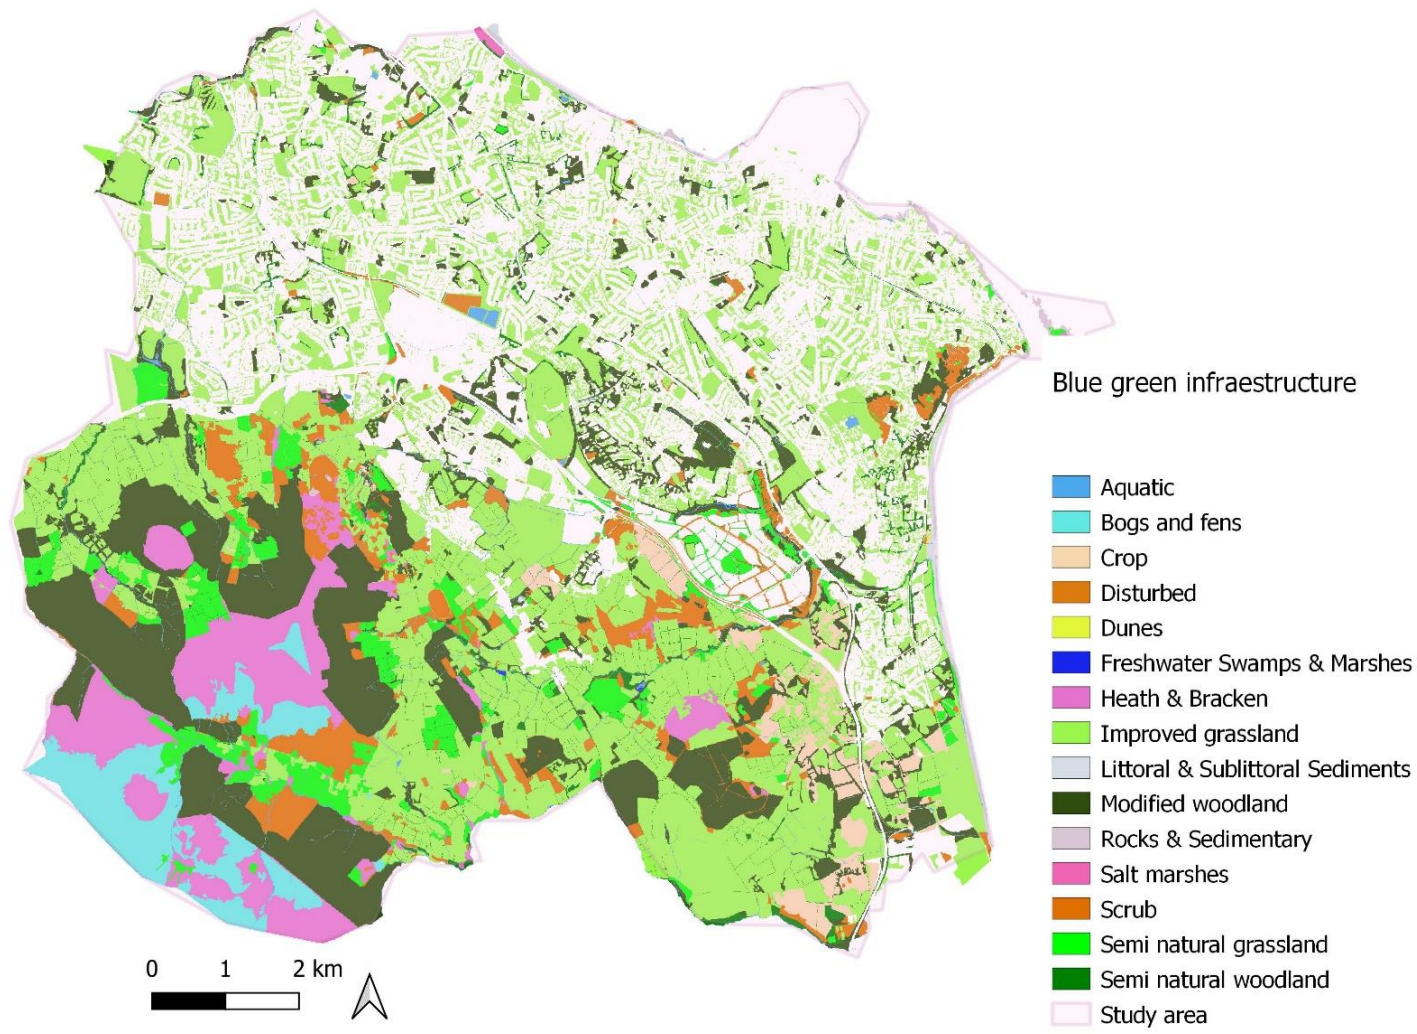 Blue green infraestructure
Aquatic
Bogs and fens
Crop
Disturbed
Dunes
Freshwater Swamps & Marshes
Heath & Bracken
Improved grassland
Littoral & Sublittoral Sediments
Modified woodland
Rocks & Sedimentary
Salt marshes
Scrub
Semi natural grassland
Semi natural woodland
Study area
0 1 2 km